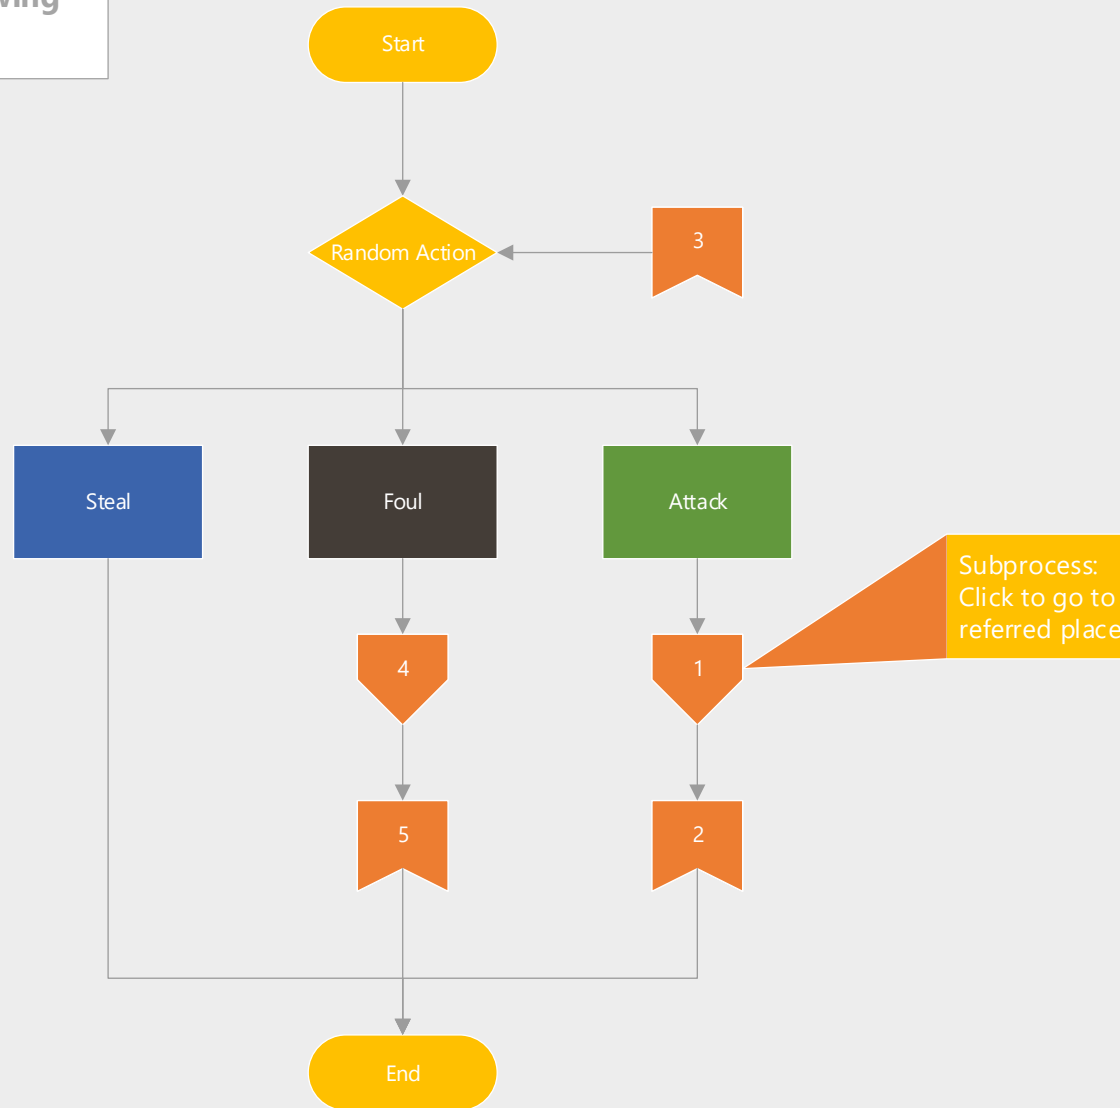 Start
Random Action
3
Steal
Foul
Attack
Subprocess:
Click to go to
referred place
4
1
5
2
End